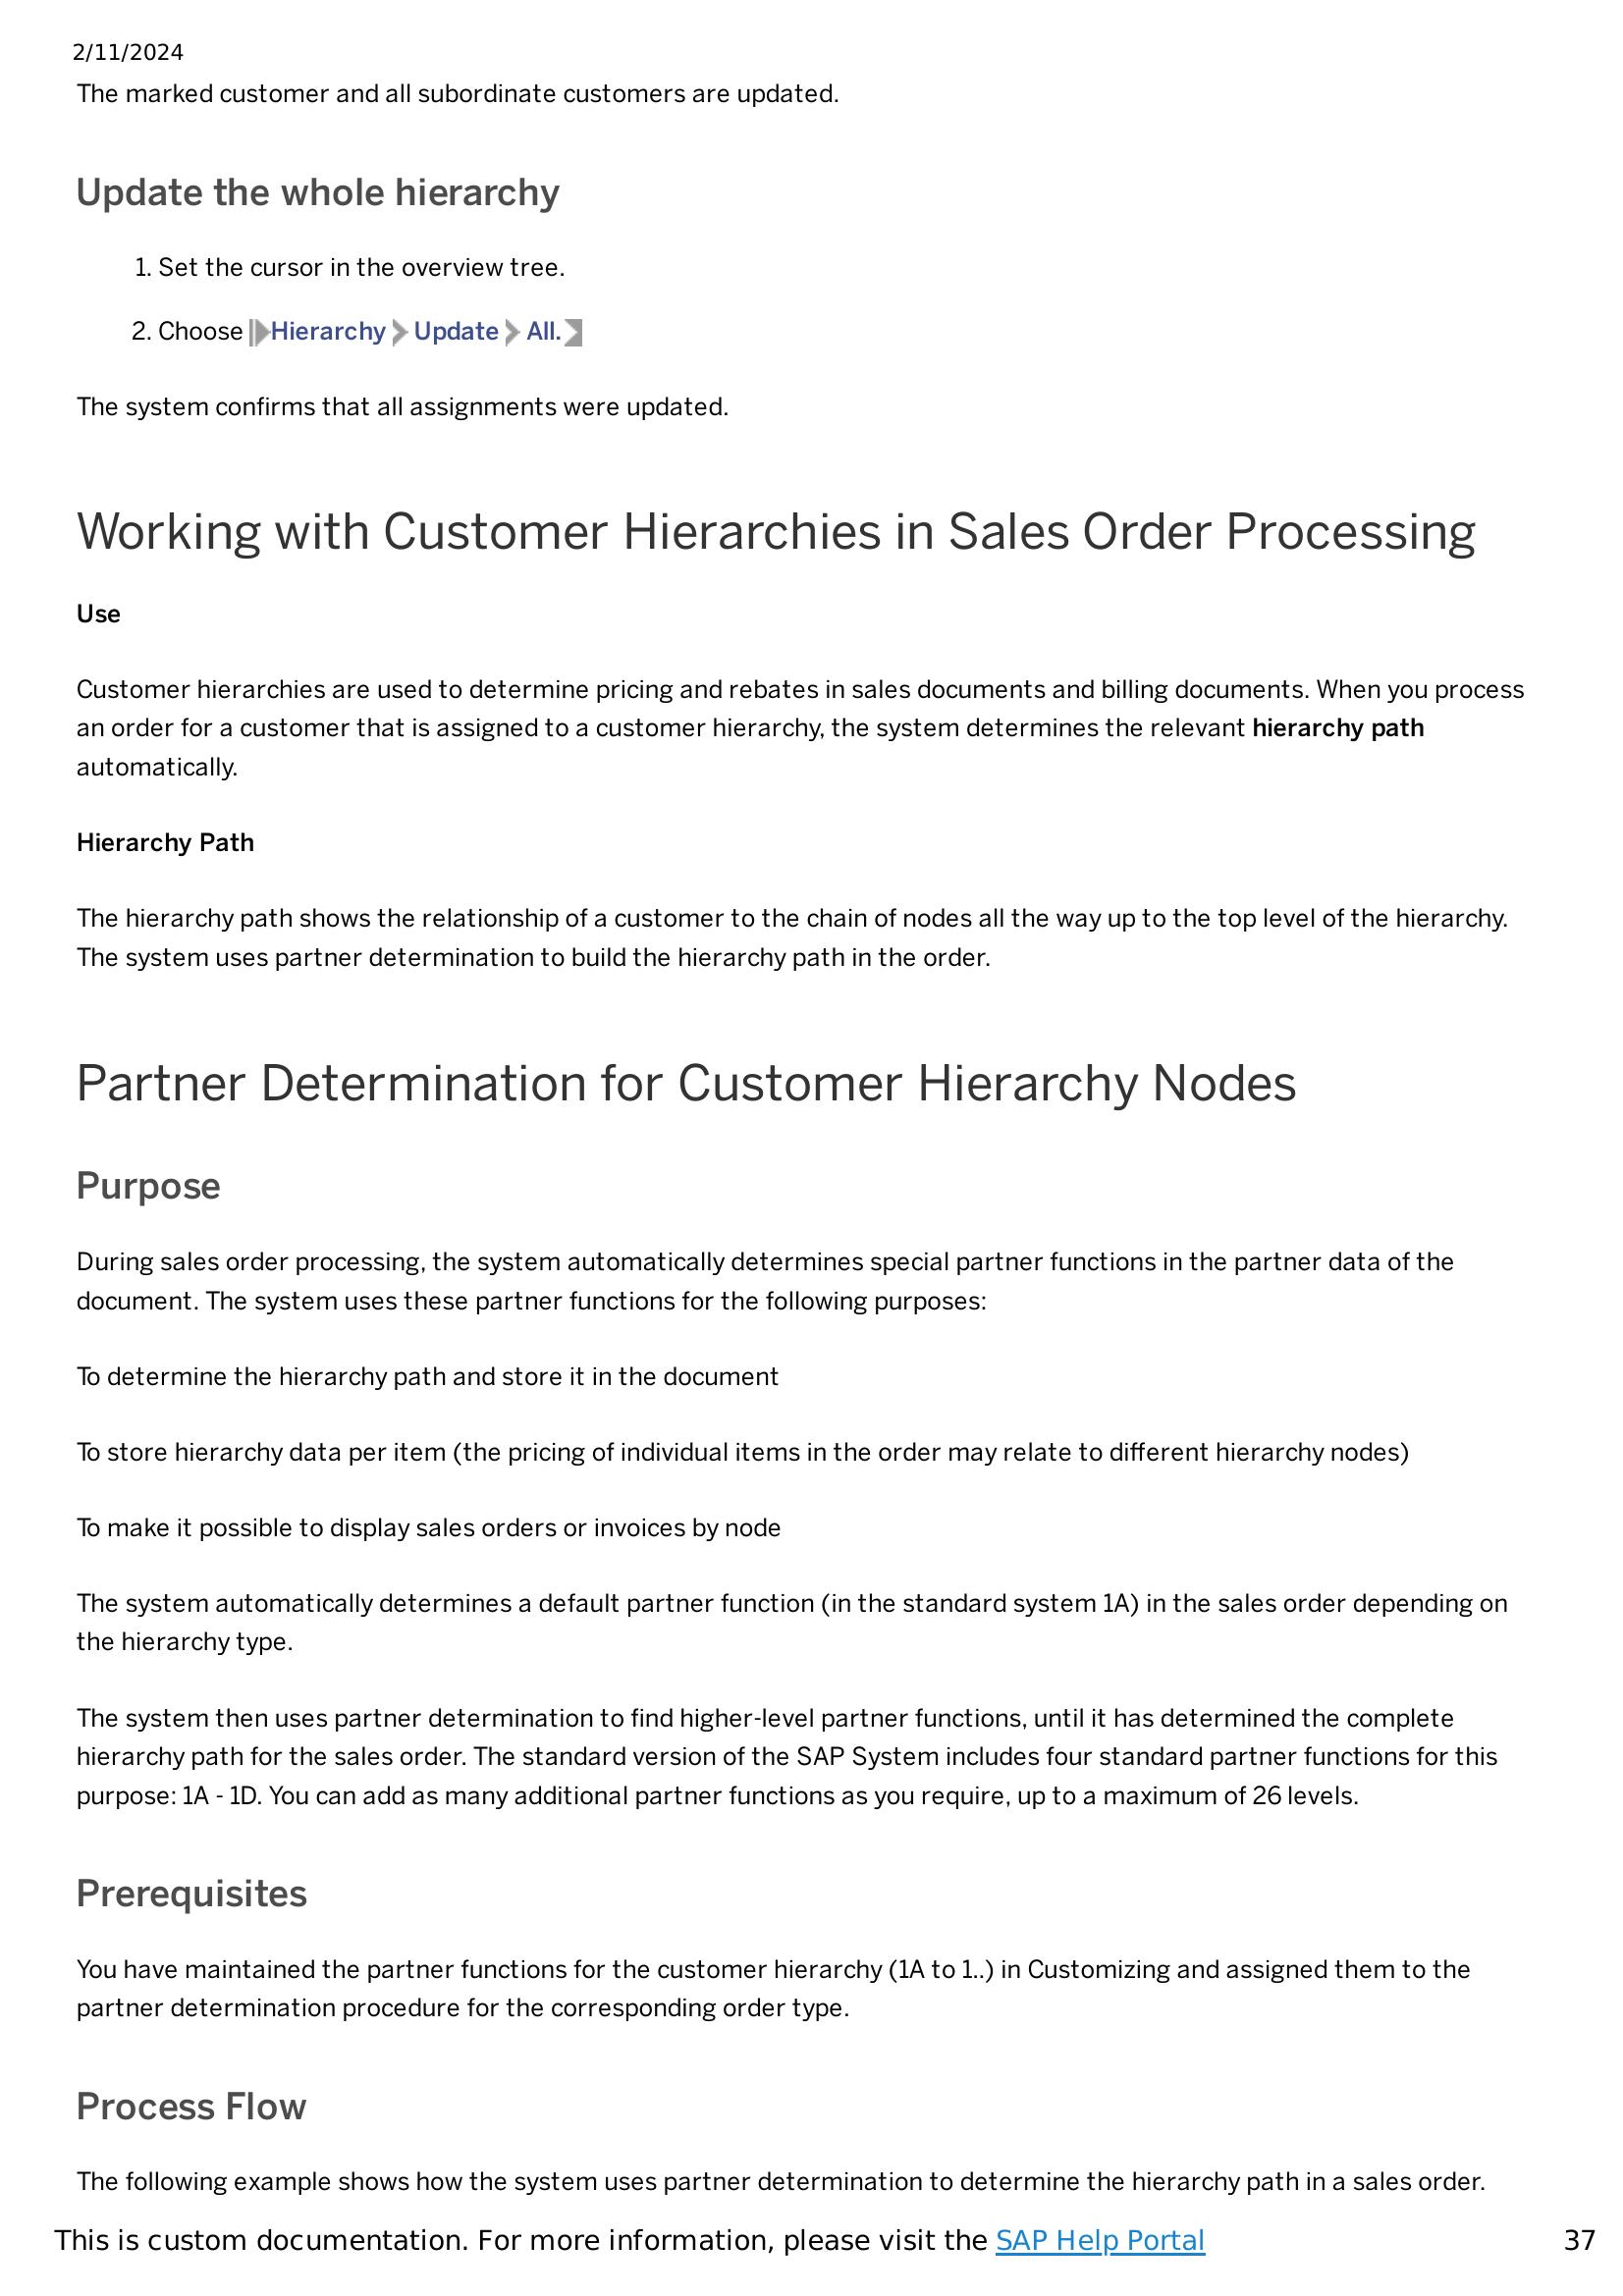 2/11/2024
The marked customer and all subordinate customers are updated.
Update the whole hierarchy
1. Set the cursor in the overview tree.
2. Choose Hierarchy Update All.
The system confirms that all assignments were updated.
Working with Customer Hierarchies in Sales Order Processing
Use
Customer hierarchies are used to determine pricing and rebates in sales documents and billing documents. When you process
an order for a customer that is assigned to a customer hierarchy, the system determines the relevant hierarchy path
automatically.
Hierarchy Path
The hierarchy path shows the relationship of a customer to the chain of nodes all the way up to the top level of the hierarchy.
The system uses partner determination to build the hierarchy path in the order.
Partner Determination for Customer Hierarchy Nodes
Purpose
During sales order processing, the system automatically determines special partner functions in the partner data of the
document. The system uses these partner functions for the following purposes:
To determine the hierarchy path and store it in the document
To store hierarchy data per item (the pricing of individual items in the order may relate to different hierarchy nodes)
To make it possible to display sales orders or invoices by node
The system automatically determines a default partner function (in the standard system 1A) in the sales order depending on
the hierarchy type.
The system then uses partner determination to find higher-level partner functions, until it has determined the complete
hierarchy path for the sales order. The standard version of the SAP System includes four standard partner functions for this
purpose: 1A - 1D. You can add as many additional partner functions as you require, up to a maximum of 26 levels.
Prerequisites
You have maintained the partner functions for the customer hierarchy (1A to 1..) in Customizing and assigned them to the
partner determination procedure for the corresponding order type.
Process Flow
The following example shows how the system uses partner determination to determine the hierarchy path in a sales order.
This is custom documentation. For more information, please visit the SAP Help Portal 37